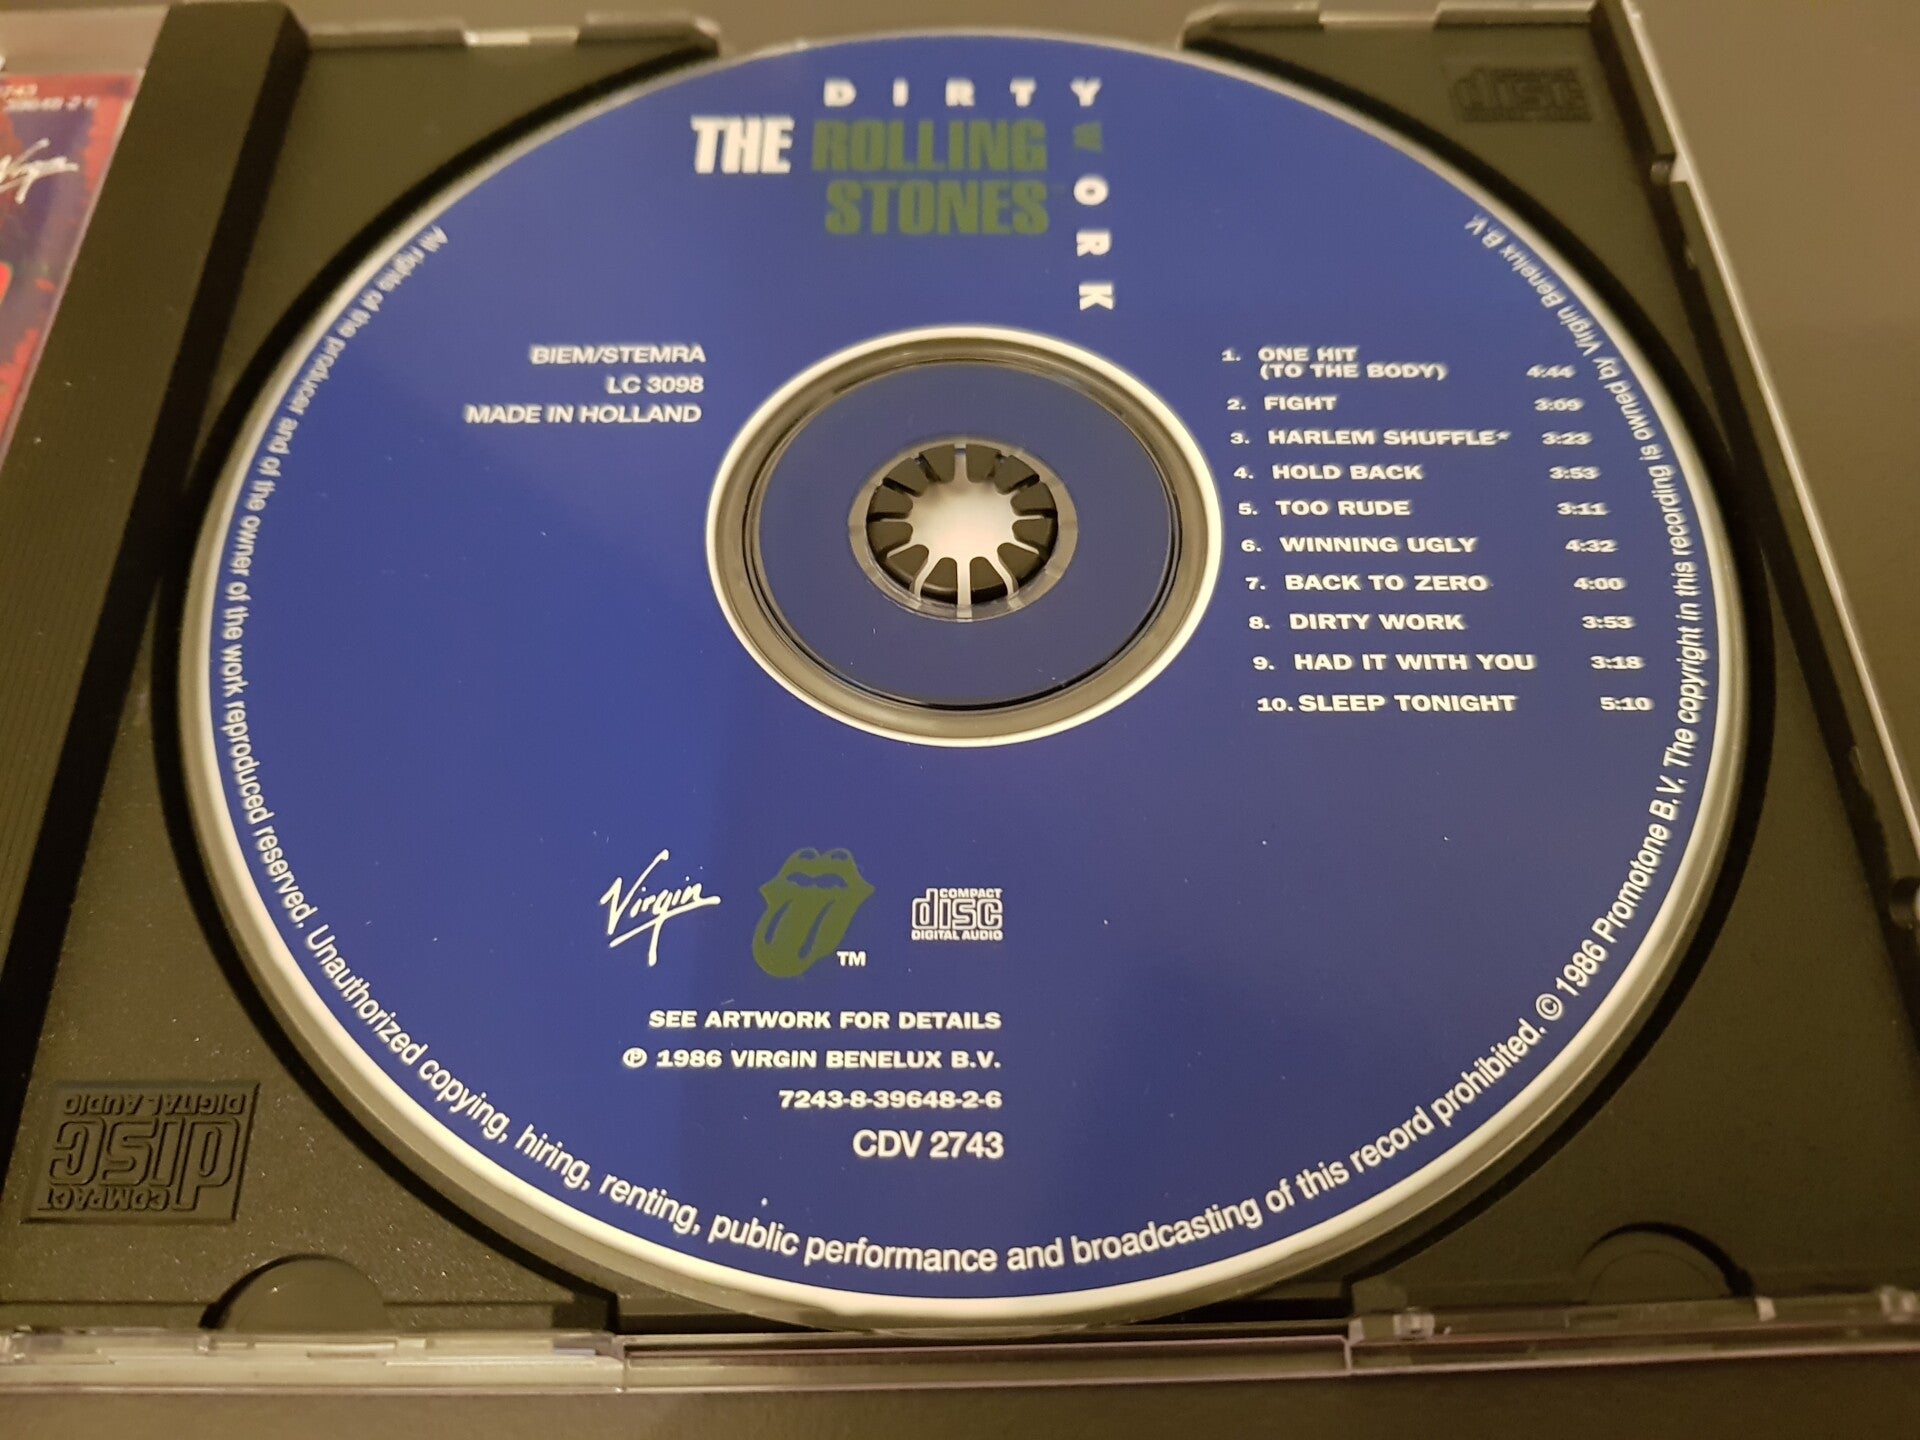 DIRTY WORK
THE ROLLING
STONES
BIEM/STEMRA
LC 3098
MADE IN HOLLAND
1. ONE HIT
(TO THE BODY) 4:44
2. FIGHT 3:09
3. HARLEM SHUFFLE* 3:23
4. HOLD BACK 3:53
5. TOO RUDE 3:11
6. WINNING UGLY 4:32
7. BACK TO ZERO 4:00
8. DIRTY WORK 3:53
9. HAD IT WITH YOU 3:18
10. SLEEP TONIGHT 5:10
Virgin
TM
COMPACT
disc
DIGITAL AUDIO
SEE ARTWORK FOR DETAILS
℗ 1986 VIRGIN BENELUX B.V.
7243-8-39648-2-6
CDV 2743
All rights of the producer and of the owner of the work reproduced reserved. Unauthorized copying, hiring, renting, public performance and broadcasting of this record prohibited. © 1986 Promotone B.V. The copyright in this recording is owned by Virgin Benelux B.V.
Virgin
COMPACT
disc
DIGITAL AUDIO
disc